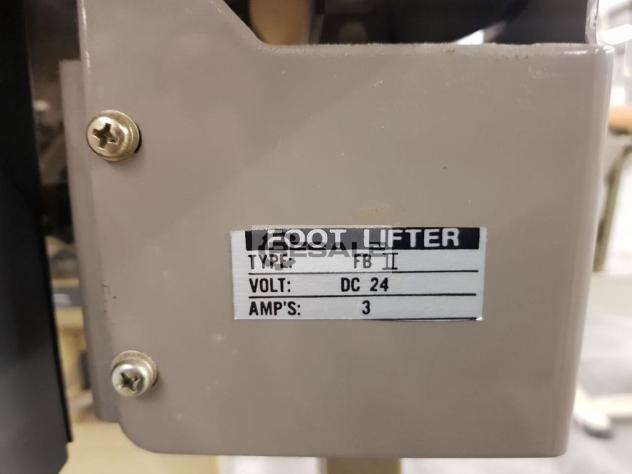 FOOT LIFTER
TYPE: FB II
VOLT: DC 24
AMP'S: 3